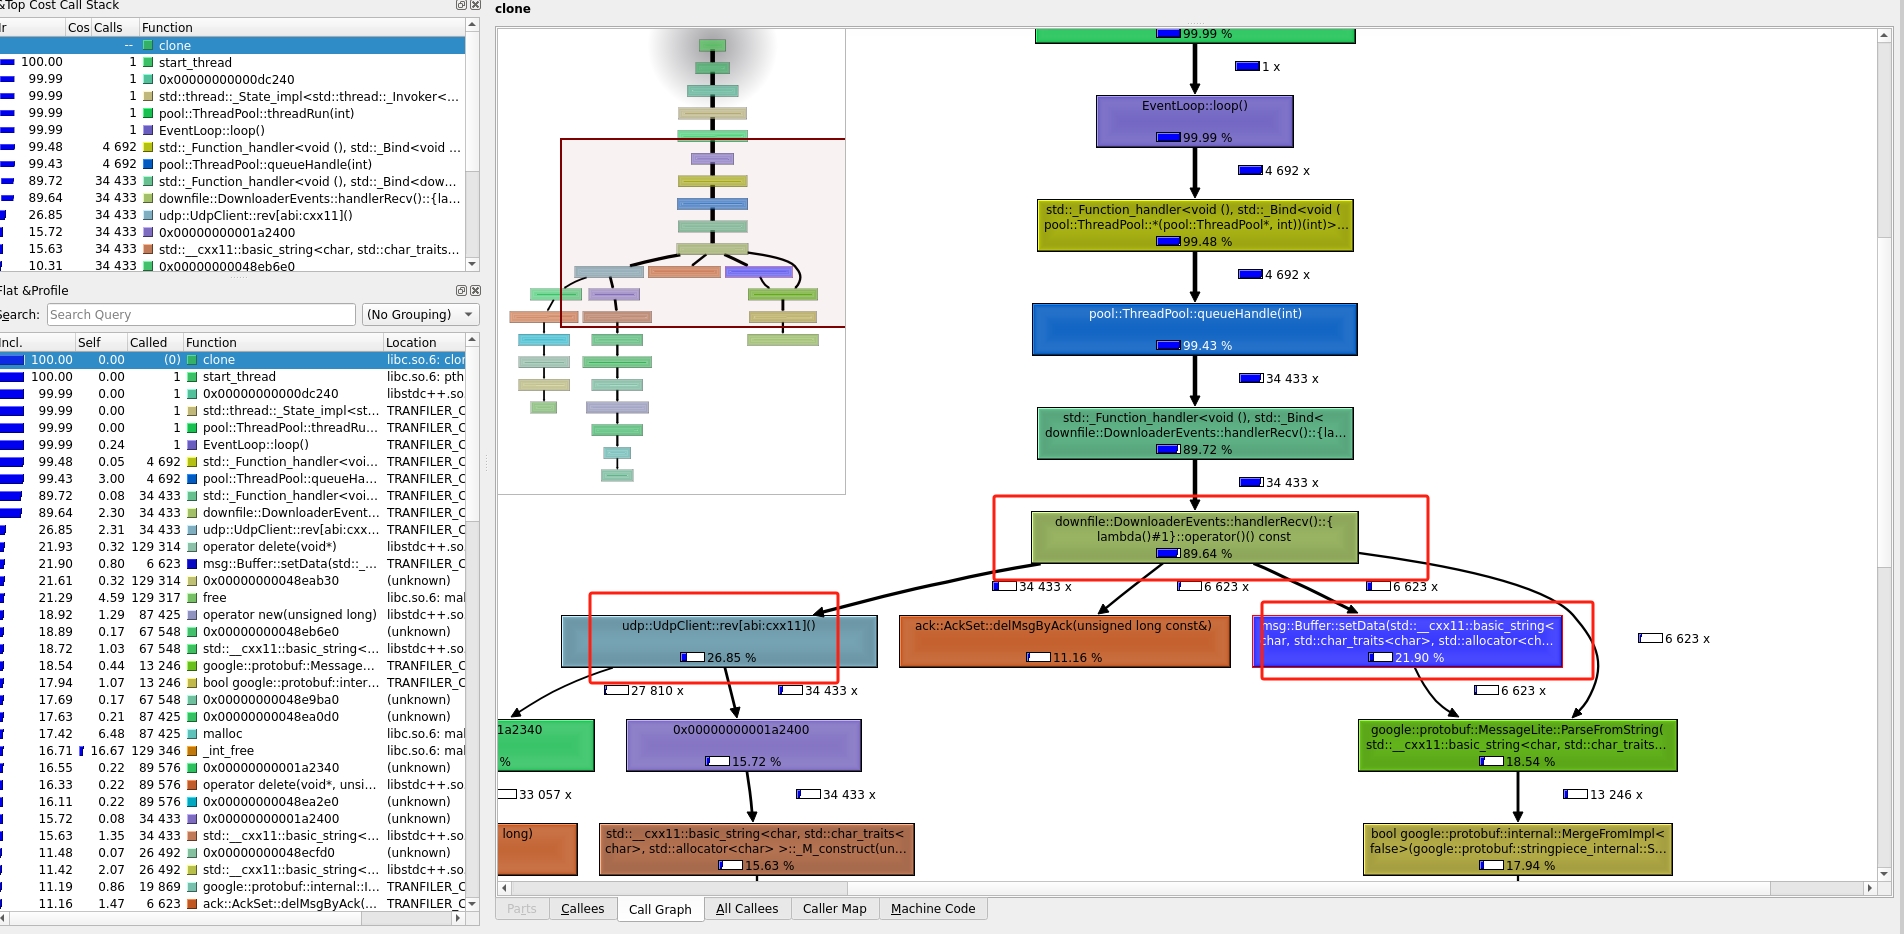 &Top Cost Call Stack
Ir Cos Calls Function
-- clone
100.00 1 start_thread
99.99 1 0x00000000000dc240
99.99 1 std::thread::_State_impl<std::thread::_Invoker<...
99.99 1 pool::ThreadPool::threadRun(int)
99.99 1 EventLoop::loop()
99.48 4 692 std::_Function_handler<void (), std::_Bind<void ...
99.43 4 692 pool::ThreadPool::queueHandle(int)
89.72 34 433 std::_Function_handler<void (), std::_Bind<dow...
89.64 34 433 downfile::DownloaderEvents::handlerRecv()::{la...
26.85 34 433 udp::UdpClient::rev[abi:cxx11]()
15.72 34 433 0x00000000001a2400
15.63 34 433 std::__cxx11::basic_string<char, std::char_traits...
10.31 34 433 0x00000000048eb6e0
Flat &Profile
Search: Search Query (No Grouping)
Incl. Self Called Function Location
100.00 0.00 (0) clone libc.so.6: clon
100.00 0.00 1 start_thread libc.so.6: pth
99.99 0.00 1 0x00000000000dc240 libstdc++.so
99.99 0.00 1 std::thread::_State_impl<st... TRANFILER_C
99.99 0.00 1 pool::ThreadPool::threadRu... TRANFILER_C
99.99 0.24 1 EventLoop::loop() TRANFILER_C
99.48 0.05 4 692 std::_Function_handler<voi... TRANFILER_C
99.43 3.00 4 692 pool::ThreadPool::queueHa... TRANFILER_C
89.72 0.08 34 433 std::_Function_handler<voi... TRANFILER_C
89.64 2.30 34 433 downfile::DownloaderEvent... TRANFILER_C
26.85 2.31 34 433 udp::UdpClient::rev[abi:cxx... TRANFILER_C
21.93 0.32 129 314 operator delete(void*) libstdc++.so
21.90 0.80 6 623 msg::Buffer::setData(std::_... TRANFILER_C
21.61 0.32 129 314 0x00000000048eab30 (unknown)
21.29 4.59 129 317 free libc.so.6: mal
18.92 1.29 87 425 operator new(unsigned long) libstdc++.so
18.89 0.17 67 548 0x00000000048eb6e0 (unknown)
18.72 1.03 67 548 std::__cxx11::basic_string<... libstdc++.so
18.54 0.44 13 246 google::protobuf::Message... TRANFILER_C
17.94 1.07 13 246 bool google::protobuf::inter... TRANFILER_C
17.69 0.17 67 548 0x00000000048e9ba0 (unknown)
17.63 0.21 87 425 0x00000000048ea0d0 (unknown)
17.42 6.48 87 425 malloc libc.so.6: mal
16.71 16.67 129 346 _int_free libc.so.6: mal
16.55 0.22 89 576 0x00000000001a2340 (unknown)
16.33 0.22 89 576 operator delete(void*, unsi... libstdc++.so
16.11 0.22 89 576 0x00000000048ea2e0 (unknown)
15.72 0.08 34 433 0x00000000001a2400 (unknown)
15.63 1.35 34 433 std::__cxx11::basic_string<... libstdc++.so
11.48 0.07 26 492 0x00000000048ecfd0 (unknown)
11.42 2.07 26 492 std::__cxx11::basic_string<... libstdc++.so
11.19 0.86 19 869 google::protobuf::internal::I... TRANFILER_C
11.16 1.47 6 623 ack::AckSet::delMsgByAck(... TRANFILER_C
clone
99.99 %
1 x
EventLoop::loop()
99.99 %
4 692 x
std::_Function_handler<void (), std::_Bind<void (
pool::ThreadPool::*(pool::ThreadPool*, int))(int)>...
99.48 %
4 692 x
pool::ThreadPool::queueHandle(int)
99.43 %
34 433 x
std::_Function_handler<void (), std::_Bind<
downfile::DownloaderEvents::handlerRecv()::{la...
89.72 %
34 433 x
downfile::DownloaderEvents::handlerRecv()::{
lambda()#1}::operator()() const
89.64 %
34 433 x 6 623 x 6 623 x
6 623 x
udp::UdpClient::rev[abi:cxx11]()
26.85 %
ack::AckSet::delMsgByAck(unsigned long const&)
11.16 %
msg::Buffer::setData(std::__cxx11::basic_string<
char, std::char_traits<char>, std::allocator<ch...
21.90 %
27 810 x 34 433 x 6 623 x
1a2340
%
0x00000000001a2400
15.72 %
google::protobuf::MessageLite::ParseFromString(
std::__cxx11::basic_string<char, std::char_traits...
18.54 %
33 057 x 34 433 x 13 246 x
long)
std::__cxx11::basic_string<char, std::char_traits<
char>, std::allocator<char> >::_M_construct(un...
15.63 %
bool google::protobuf::internal::MergeFromImpl<
false>(google::protobuf::stringpiece_internal::S...
17.94 %
Parts Callees Call Graph All Callees Caller Map Machine Code